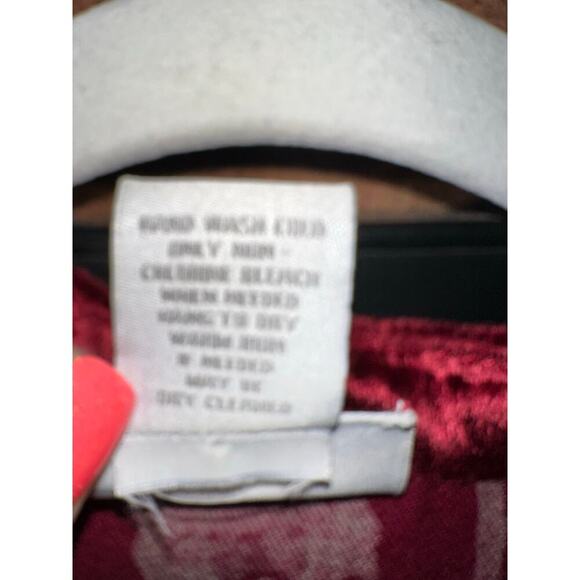 HAND WASH COLD
ONLY NON -
CHLORINE BLEACH
WHEN NEEDED
HANG TO DRY
WARM IRON
IF NEEDED
MAY BE
DRY CLEANED